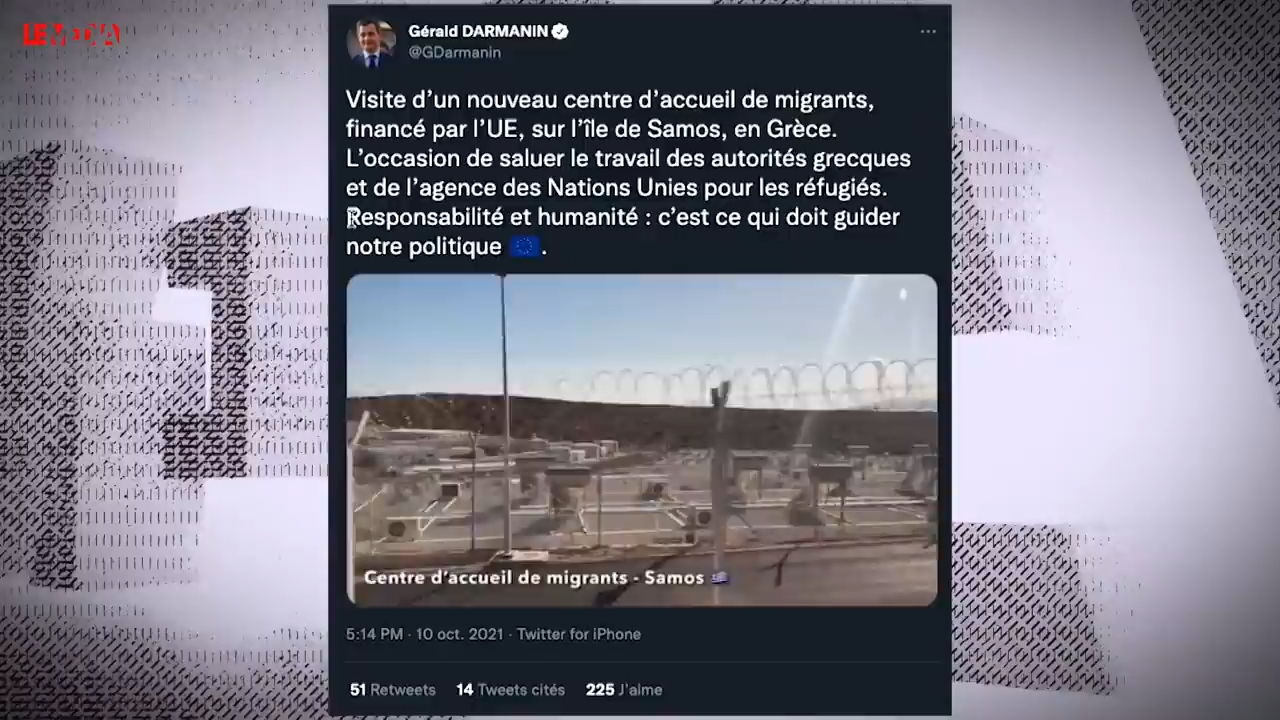 LE MEDIA
Gérald DARMANIN
@GDarmanin
Visite d’un nouveau centre d’accueil de migrants,
financé par l’UE, sur l’île de Samos, en Grèce.
L’occasion de saluer le travail des autorités grecques
et de l’agence des Nations Unies pour les réfugiés.
Responsabilité et humanité : c’est ce qui doit guider
notre politique 🇪🇺.
Centre d’accueil de migrants - Samos 🇬🇷
5:14 PM · 10 oct. 2021 · Twitter for iPhone
51 Retweets 14 Tweets cités 225 J’aime